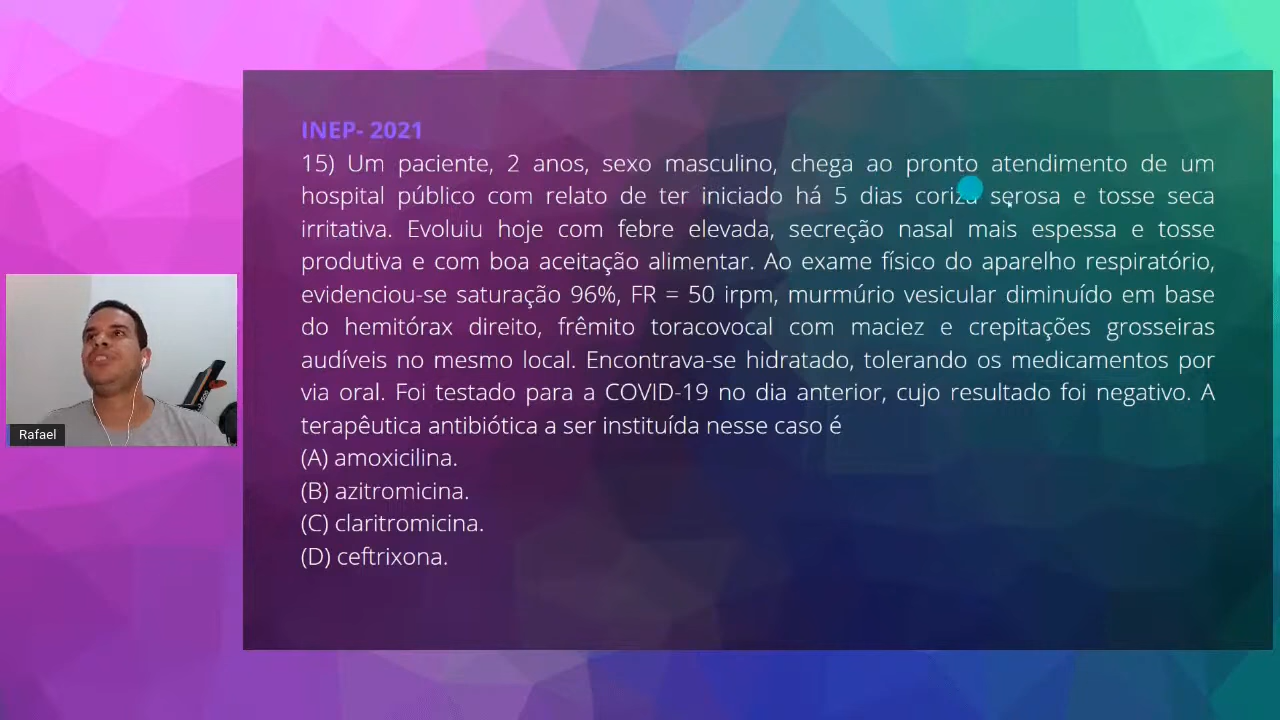 INEP- 2021
15) Um paciente, 2 anos, sexo masculino, chega ao pronto atendimento de um
hospital público com relato de ter iniciado há 5 dias coriza serosa e tosse seca
irritativa. Evoluiu hoje com febre elevada, secreção nasal mais espessa e tosse
produtiva e com boa aceitação alimentar. Ao exame físico do aparelho respiratório,
evidenciou-se saturação 96%, FR = 50 irpm, murmúrio vesicular diminuído em base
do hemitórax direito, frêmito toracovocal com maciez e crepitações grosseiras
audíveis no mesmo local. Encontrava-se hidratado, tolerando os medicamentos por
via oral. Foi testado para a COVID-19 no dia anterior, cujo resultado foi negativo. A
terapêutica antibiótica a ser instituída nesse caso é
(A) amoxicilina.
(B) azitromicina.
(C) claritromicina.
(D) ceftrixona.
Rafael